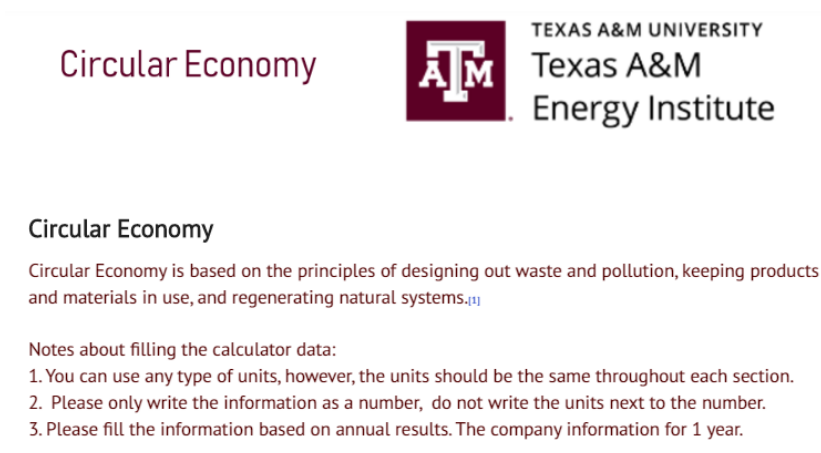 Circular Economy
TEXAS A&M UNIVERSITY
Texas A&M
Energy Institute
ATM
Circular Economy
Circular Economy is based on the principles of designing out waste and pollution, keeping products
and materials in use, and regenerating natural systems.[1]
Notes about filling the calculator data:
1. You can use any type of units, however, the units should be the same throughout each section.
2. Please only write the information as a number, do not write the units next to the number.
3. Please fill the information based on annual results. The company information for 1 year.